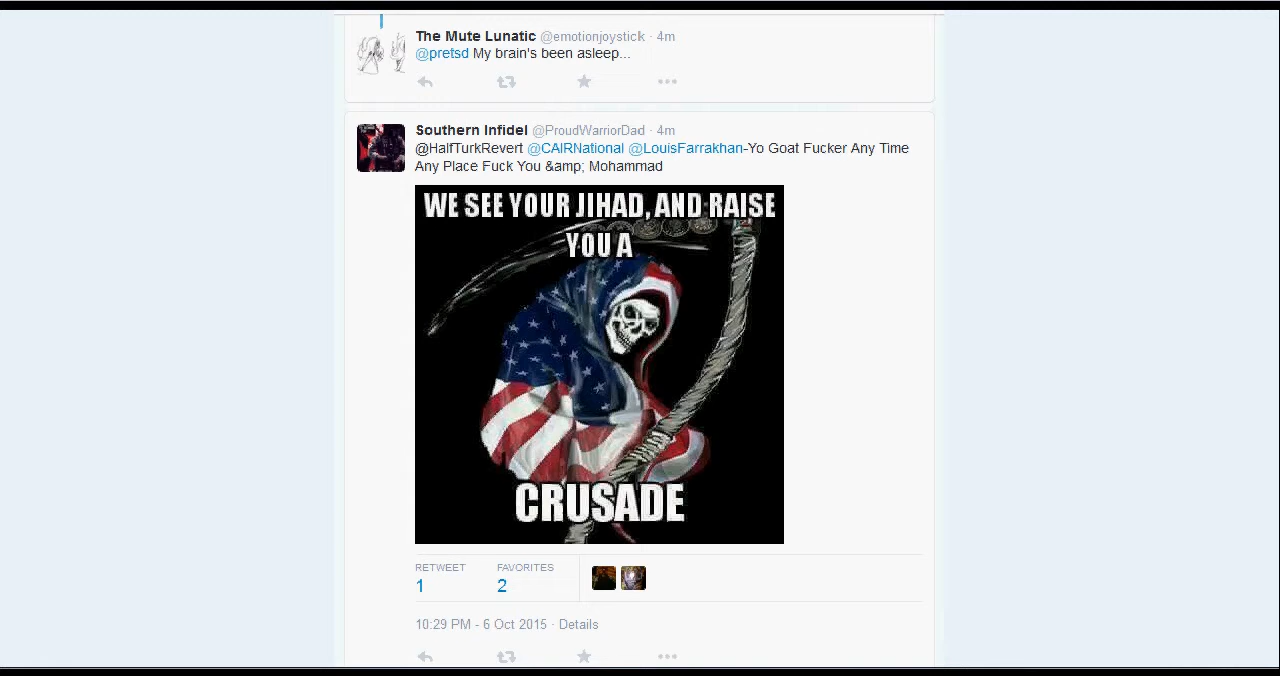 The Mute Lunatic @emotionjoystick · 4m
@pretsd My brain's been asleep...
Southern Infidel @ProudWarriorDad · 4m
@HalfTurkRevert @CAIRNational @LouisFarrakhan-Yo Goat Fucker Any Time
Any Place Fuck You &amp; Mohammad
WE SEE YOUR JIHAD, AND RAISE
YOU A
CRUSADE
RETWEET FAVORITES
1 2
10:29 PM - 6 Oct 2015 · Details